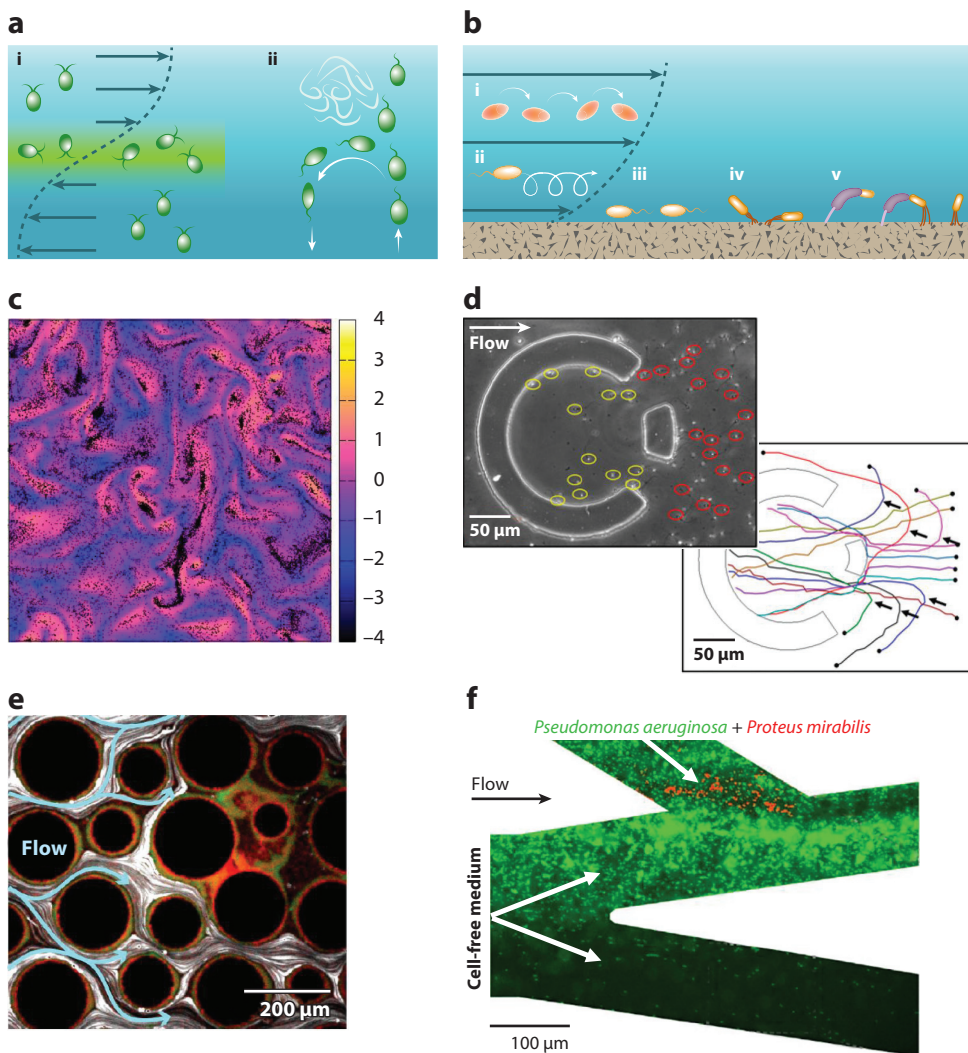 a
i
ii
b
i
ii
iii
iv
v
c
4
3
2
1
0
–1
–2
–3
–4
d
Flow
50 μm
50 μm
e
Flow
200 μm
f
Pseudomonas aeruginosa + Proteus mirabilis
Flow
Cell-free medium
100 μm